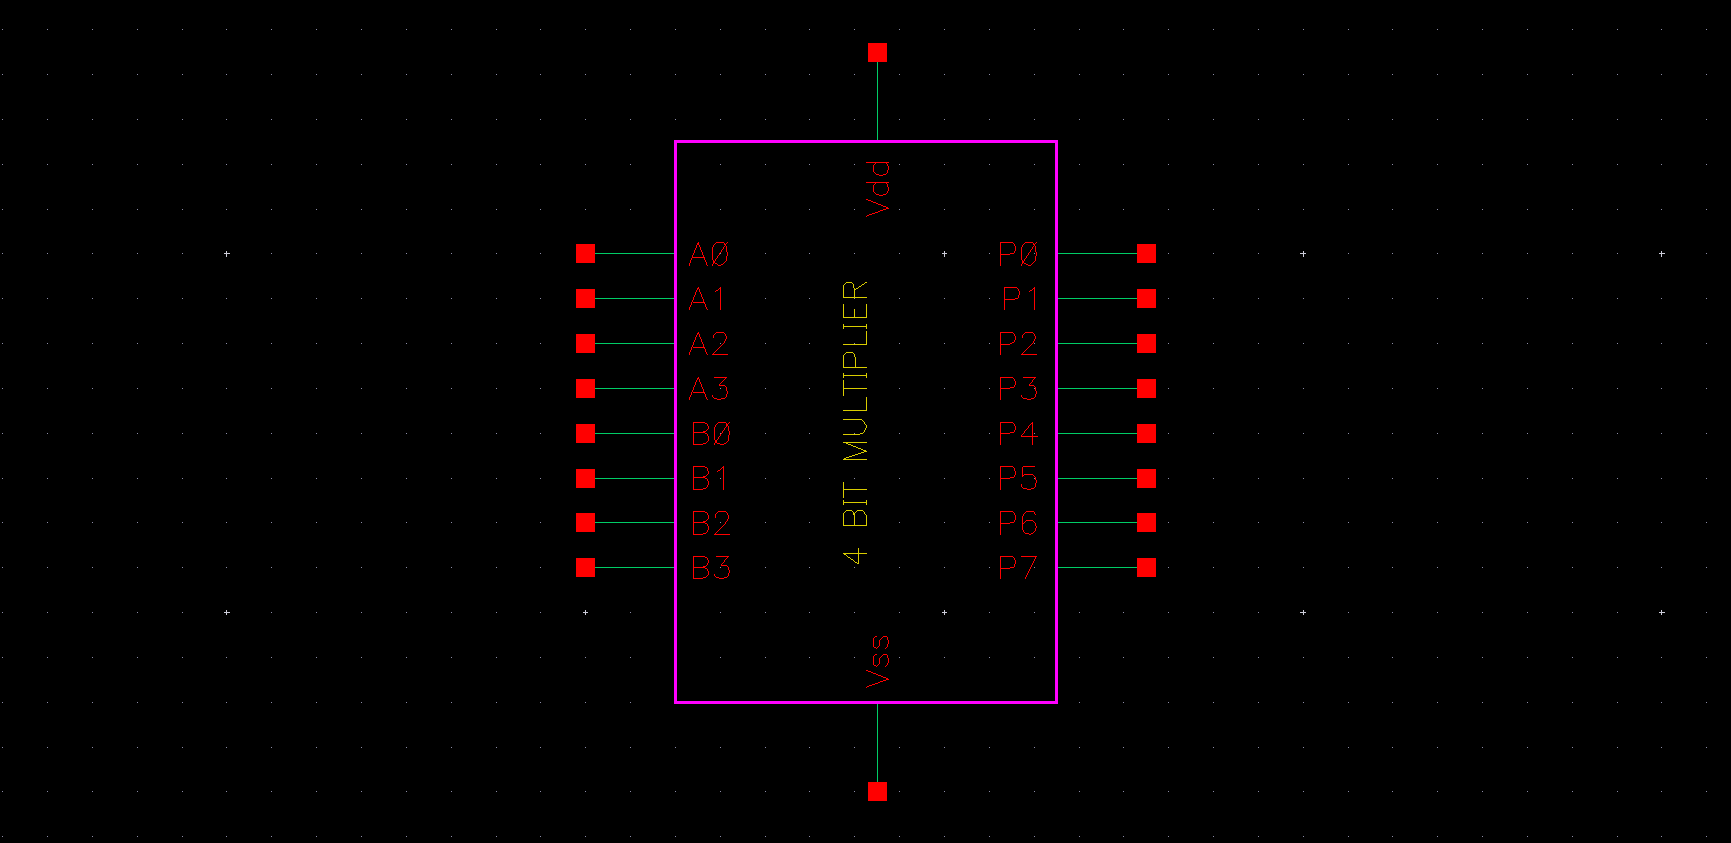 Vdd
A0
A1
A2
A3
B0
B1
B2
B3
4 BIT MULTIPLIER
P0
P1
P2
P3
P4
P5
P6
P7
Vss